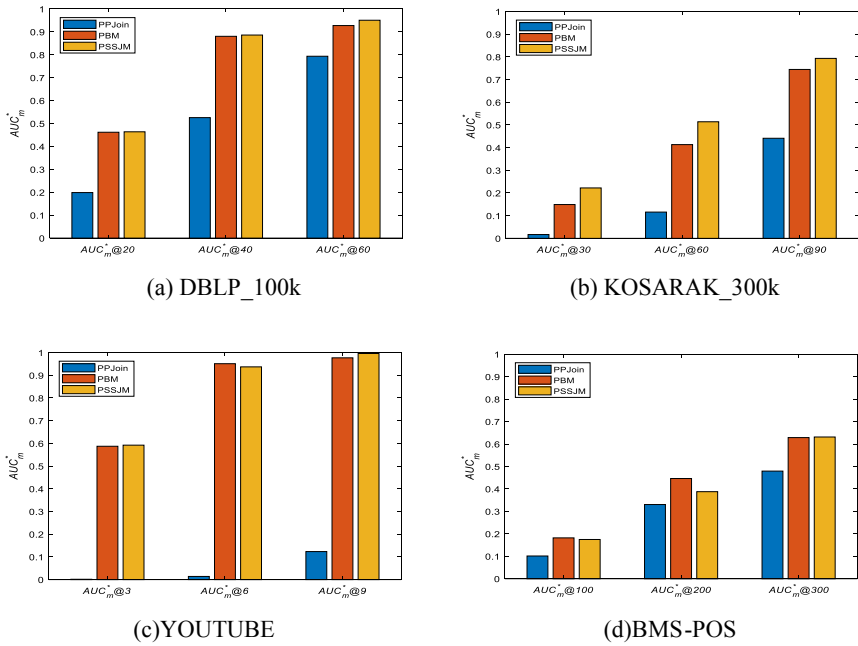 1
0.9
0.8
0.7
0.6
0.5
0.4
0.3
0.2
0.1
0
AUC*m
PPJoin
PBM
PSSJM
AUC*m@20
AUC*m@40
AUC*m@60
(a) DBLP_100k
1
0.9
0.8
0.7
0.6
0.5
0.4
0.3
0.2
0.1
0
AUC*m
PPJoin
PBM
PSSJM
AUC*m@30
AUC*m@60
AUC*m@90
(b) KOSARAK_300k
1
0.9
0.8
0.7
0.6
0.5
0.4
0.3
0.2
0.1
0
AUC*m
PPJoin
PBM
PSSJM
AUC*m@3
AUC*m@6
AUC*m@9
(c)YOUTUBE
1
0.9
0.8
0.7
0.6
0.5
0.4
0.3
0.2
0.1
0
AUC*m
PPJoin
PBM
PSSJM
AUC*m@100
AUC*m@200
AUC*m@300
(d)BMS-POS